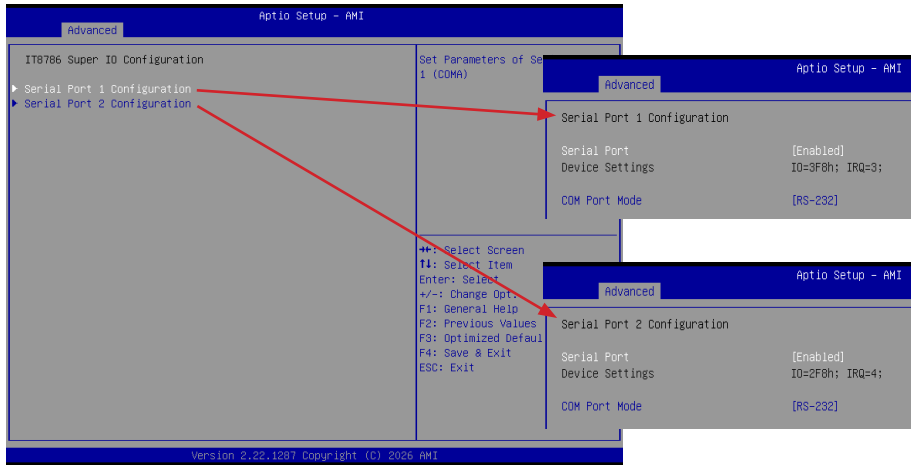 Aptio Setup – AMI
Advanced
IT8786 Super IO Configuration
Serial Port 1 Configuration
Serial Port 2 Configuration
Set Parameters of Se
1 (COMA)
: Select Screen
↑↓: Select Item
Enter: Select
+/-: Change Opt.
F1: General Help
F2: Previous Values
F3: Optimized Defaul
F4: Save & Exit
ESC: Exit
Version 2.22.1287 Copyright (C) 2026 AMI
Aptio Setup – AMI
Advanced
Serial Port 1 Configuration
Serial Port [Enabled]
Device Settings IO=3F8h; IRQ=3;
COM Port Mode [RS-232]
Aptio Setup – AMI
Advanced
Serial Port 2 Configuration
Serial Port [Enabled]
Device Settings IO=2F8h; IRQ=4;
COM Port Mode [RS-232]